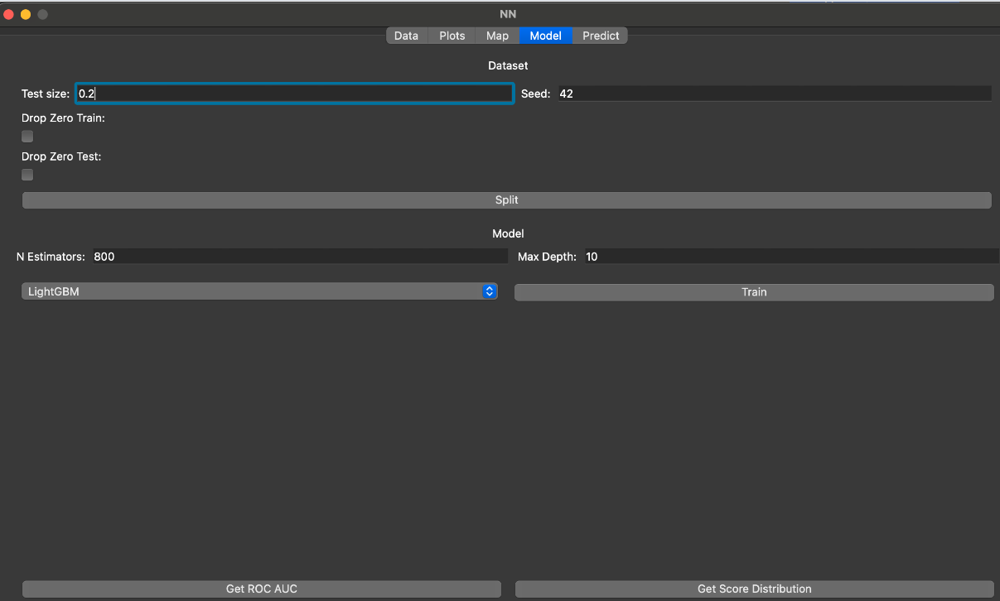 NN
Data Plots Map Model Predict
Dataset
Test size: 0.2 Seed: 42
Drop Zero Train:
Drop Zero Test:
Split
Model
N Estimators: 800 Max Depth: 10
LightGBM Train
Get ROC AUC Get Score Distribution